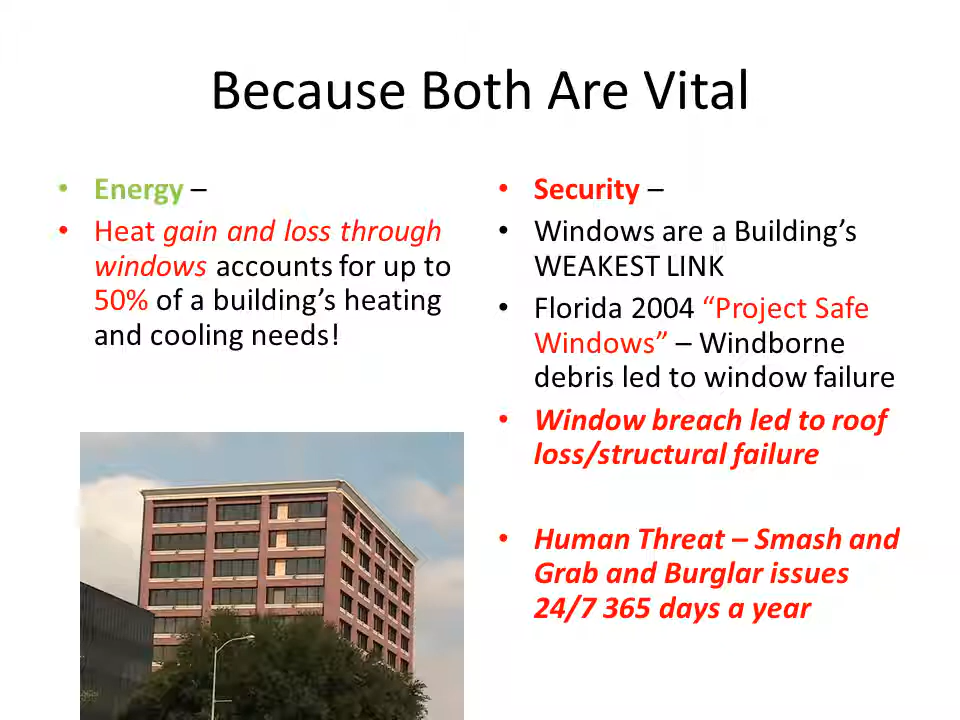 Because Both Are Vital
• Energy –
• Heat gain and loss through
windows accounts for up to
50% of a building’s heating
and cooling needs!
• Security –
• Windows are a Building’s
WEAKEST LINK
• Florida 2004 “Project Safe
Windows” – Windborne
debris led to window failure
• Window breach led to roof
loss/structural failure
• Human Threat – Smash and
Grab and Burglar issues
24/7 365 days a year